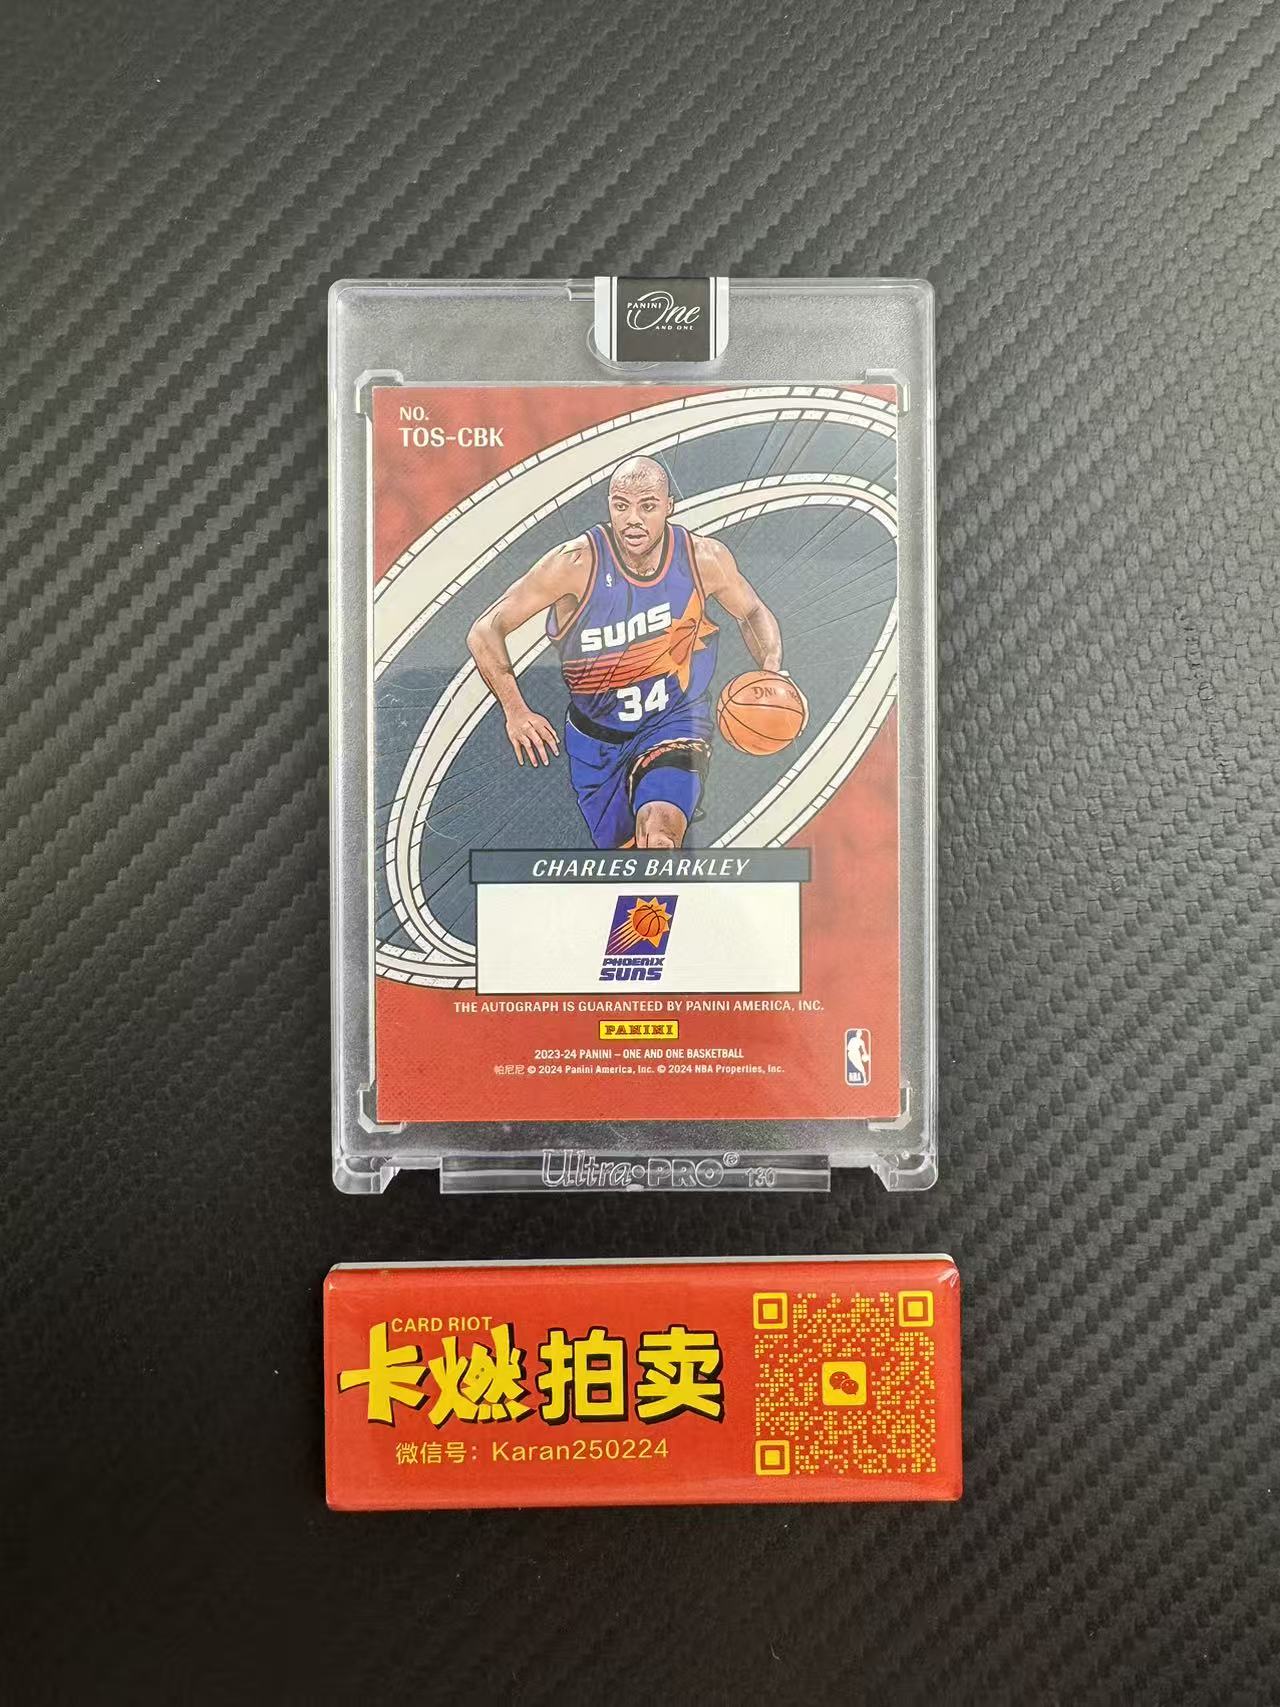 PANINI
One
AND ONE
NO.
TOS-CBK
SUNS
34
CHARLES BARKLEY
PHOENIX
SUNS
THE AUTOGRAPH IS GUARANTEED BY PANINI AMERICA, INC.
PANINI
2023-24 PANINI – ONE AND ONE BASKETBALL
帕尼尼 © 2024 Panini America, Inc. © 2024 NBA Properties, Inc.
NBA
Ultra•PRO® 130
CARD RIOT
卡燃拍卖
微信号：Karan250224